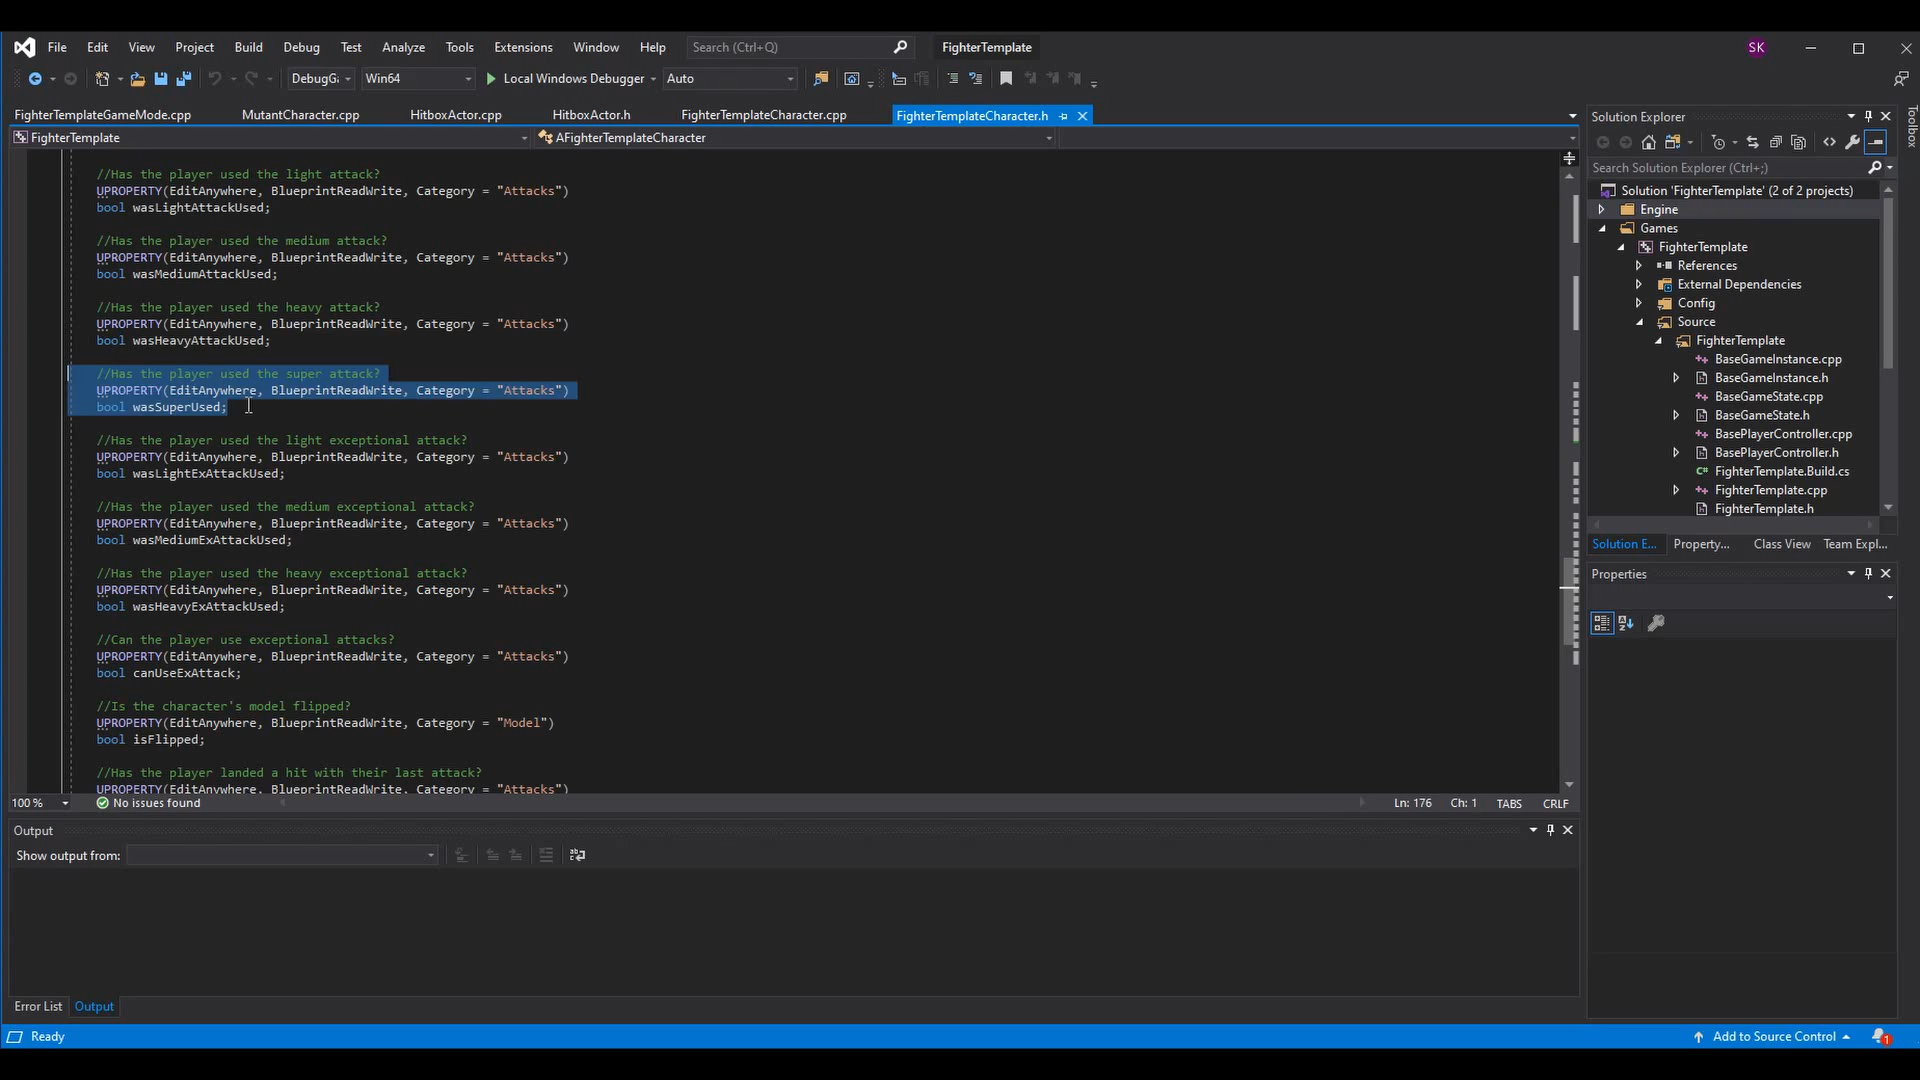 File Edit View Project Build Debug Test Analyze Tools Extensions Window Help Search (Ctrl+Q) FighterTemplate SK
Win64 Local Windows Debugger Auto
FighterTemplateGameMode.cpp MutantCharacter.cpp HitboxActor.cpp HitboxActor.h FighterTemplateCharacter.cpp FighterTemplateCharacter.h
FighterTemplate AFighterTemplateCharacter
//Has the player used the light attack?
UPROPERTY(EditAnywhere, BlueprintReadWrite, Category = "Attacks")
bool wasLightAttackUsed;
//Has the player used the medium attack?
UPROPERTY(EditAnywhere, BlueprintReadWrite, Category = "Attacks")
bool wasMediumAttackUsed;
//Has the player used the heavy attack?
UPROPERTY(EditAnywhere, BlueprintReadWrite, Category = "Attacks")
bool wasHeavyAttackUsed;
//Has the player used the super attack?
UPROPERTY(EditAnywhere, BlueprintReadWrite, Category = "Attacks")
bool wasSuperUsed;
//Has the player used the light exceptional attack?
UPROPERTY(EditAnywhere, BlueprintReadWrite, Category = "Attacks")
bool wasLightExAttackUsed;
//Has the player used the medium exceptional attack?
UPROPERTY(EditAnywhere, BlueprintReadWrite, Category = "Attacks")
bool wasMediumExAttackUsed;
//Has the player used the heavy exceptional attack?
UPROPERTY(EditAnywhere, BlueprintReadWrite, Category = "Attacks")
bool wasHeavyExAttackUsed;
//Can the player use exceptional attacks?
UPROPERTY(EditAnywhere, BlueprintReadWrite, Category = "Attacks")
bool canUseExAttack;
//Is the character's model flipped?
UPROPERTY(EditAnywhere, BlueprintReadWrite, Category = "Model")
bool isFlipped;
//Has the player landed a hit with their last attack?
UPROPERTY(EditAnywhere, BlueprintReadWrite, Category = "Attacks")
100 % No issues found Ln: 176 Ch: 1 TABS CRLF
Output
Show output from:
Error List Output
Solution Explorer
Search Solution Explorer (Ctrl+;)
Solution 'FighterTemplate' (2 of 2 projects)
Engine
Games
FighterTemplate
References
External Dependencies
Config
Source
FighterTemplate
BaseGameInstance.cpp
BaseGameInstance.h
BaseGameState.cpp
BaseGameState.h
BasePlayerController.cpp
BasePlayerController.h
FighterTemplate.Build.cs
FighterTemplate.cpp
FighterTemplate.h
Solution E... Property... Class View Team Expl...
Properties
Toolbox
Ready Add to Source Control 1